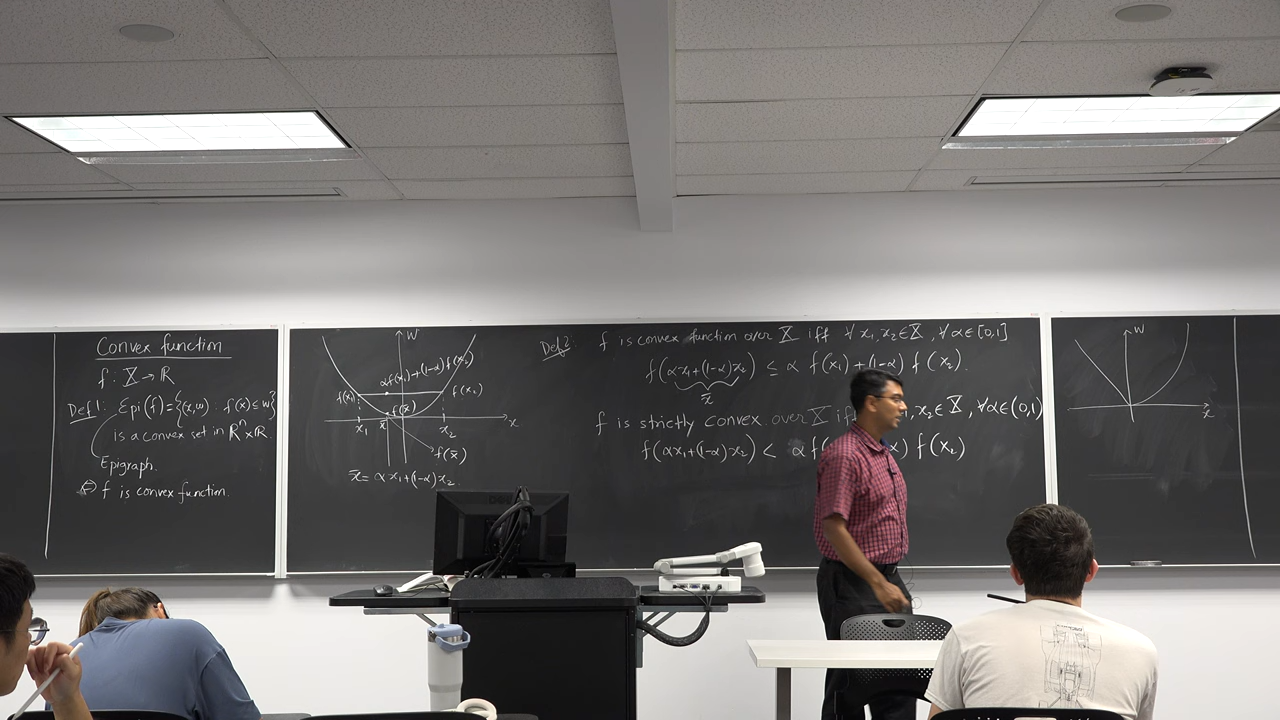 Convex function
f : X → ℝ
Def 1: Epi(f) = {(x,w) : f(x) ≤ w}
is a convex set in ℝⁿ×ℝ.
Epigraph.
⇔ f is convex function.
w
αf(x₁)+(1-α)f(x₂)
f(x₁)
f(x₂)
f(x̄)
x₁ x̄ x₂ x
f(x̄)
x̄ = αx₁+(1-α)x₂
Def 2: f is convex function over X iff ∀ x₁, x₂ ∈ X, ∀ α ∈ [0,1]
f(αx₁+(1-α)x₂) ≤ α f(x₁) + (1-α) f(x₂).
x̄
f is strictly convex over X iff x₂ ∈ X, ∀α∈(0,1)
f(αx₁+(1-α)x₂) < α f( ) f(x₂)
w
x